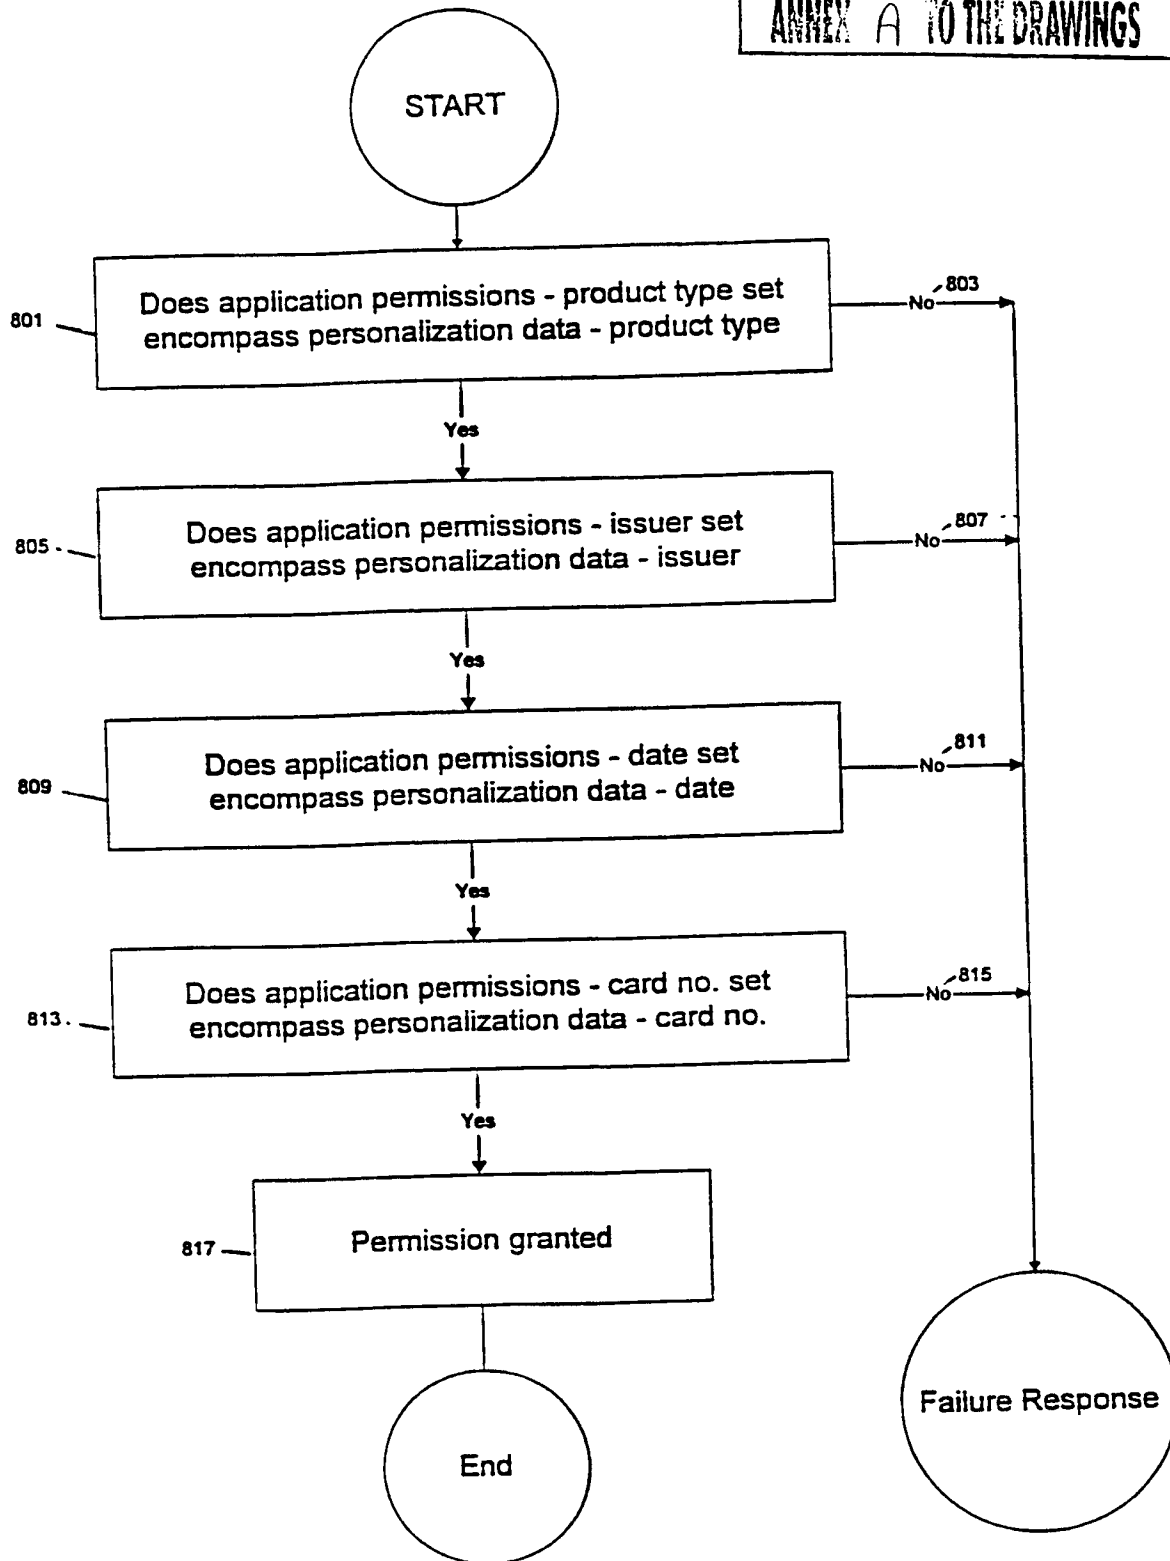 ANNEX A TO THE DRAWINGS
START
801
Does application permissions - product type set
encompass personalization data - product type
No
803
Yes
805
Does application permissions - issuer set
encompass personalization data - issuer
No
807
Yes
809
Does application permissions - date set
encompass personalization data - date
No
811
Yes
813
Does application permissions - card no. set
encompass personalization data - card no.
No
815
Yes
817
Permission granted
End
Failure Response